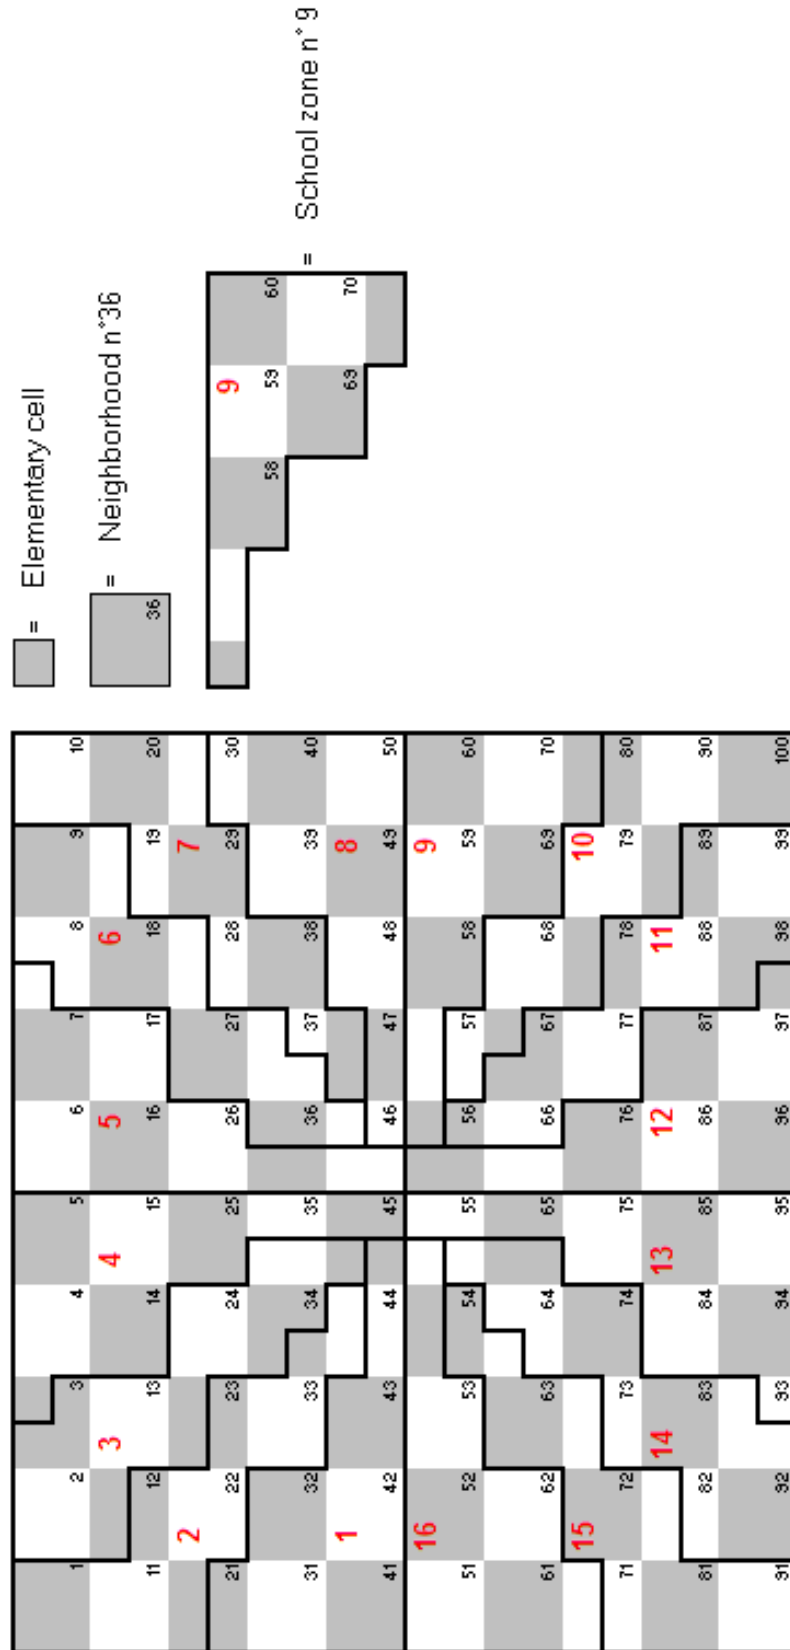 1 2 3 4 5 6 7 8 9 10
3 4 5 6
11 12 13 14 15 16 17 18 19 20
2 7
21 22 23 24 25 26 27 28 29 30
31 32 33 34 35 36 37 38 39 40
1 8
41 42 43 44 45 46 47 48 49 50
16 9
51 52 53 54 55 56 57 58 59 60
61 62 63 64 65 66 67 68 69 70
15 10
71 72 73 74 75 76 77 78 79 80
14 13 12 11
81 82 83 84 85 86 87 88 89 90
91 92 93 94 95 96 97 98 99 100
= Elementary cell
= Neighborhood n°36
36
9
58 59 60
= School zone n° 9
69 70